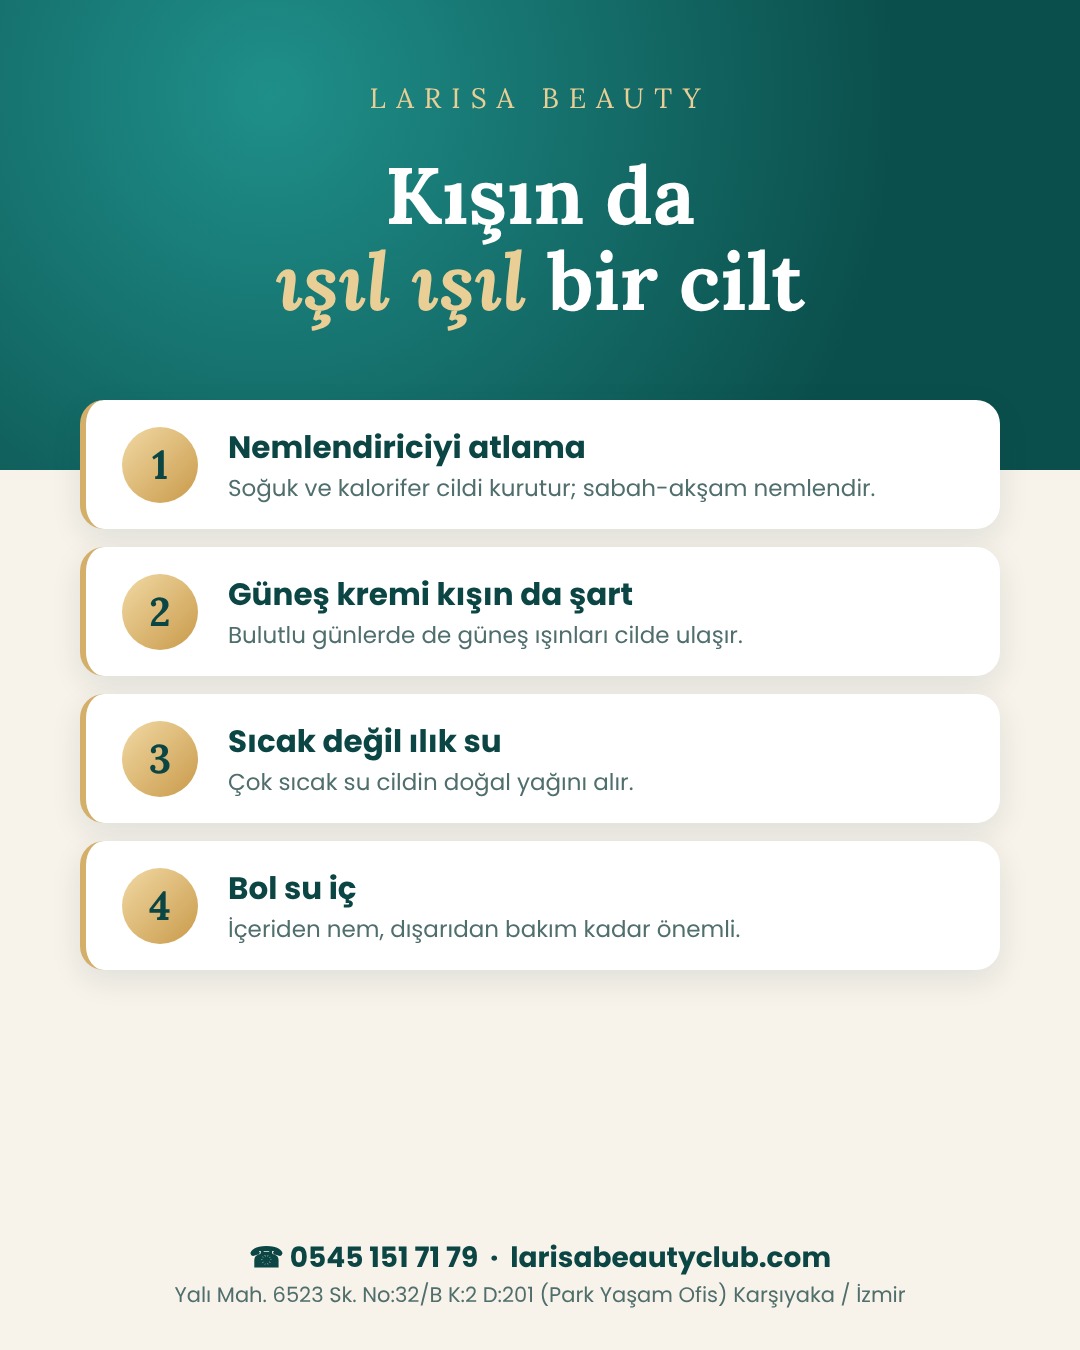 LARISA BEAUTY
Kışın da
ışıl ışıl bir cilt
1
Nemlendiriciyi atlama
Soğuk ve kalorifer cildi kurutur; sabah-akşam nemlendir.
2
Güneş kremi kışın da şart
Bulutlu günlerde de güneş ışınları cilde ulaşır.
3
Sıcak değil ılık su
Çok sıcak su cildin doğal yağını alır.
4
Bol su iç
İçeriden nem, dışarıdan bakım kadar önemli.
☎ 0545 151 71 79 · larisabeautyclub.com
Yalı Mah. 6523 Sk. No:32/B K:2 D:201 (Park Yaşam Ofis) Karşıyaka / İzmir